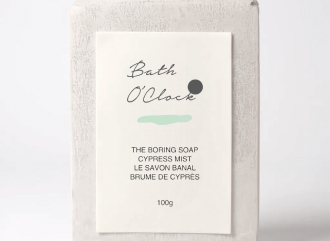 Bath
O'Clock
THE BORING SOAP
CYPRESS MIST
LE SAVON BANAL
BRUME DE CYPRÈS
100g